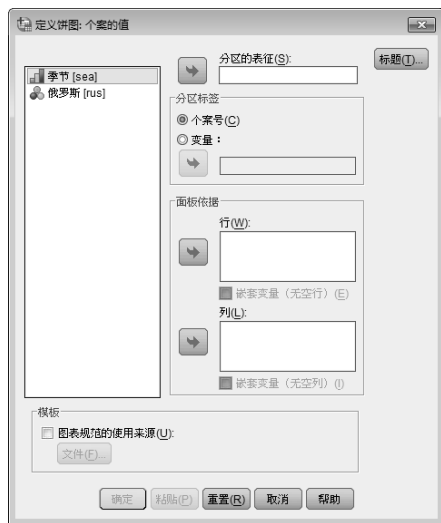 定义饼图: 个案的值
季节 [sea]
俄罗斯 [rus]
分区的表征(S):
标题(T)...
分区标签
个案号(C)
变量：
面板依据
行(W):
嵌套变量（无空行）(E)
列(L):
嵌套变量（无空列）(I)
模板
图表规范的使用来源(U):
文件(F)...
确定 粘贴(P) 重置(R) 取消 帮助